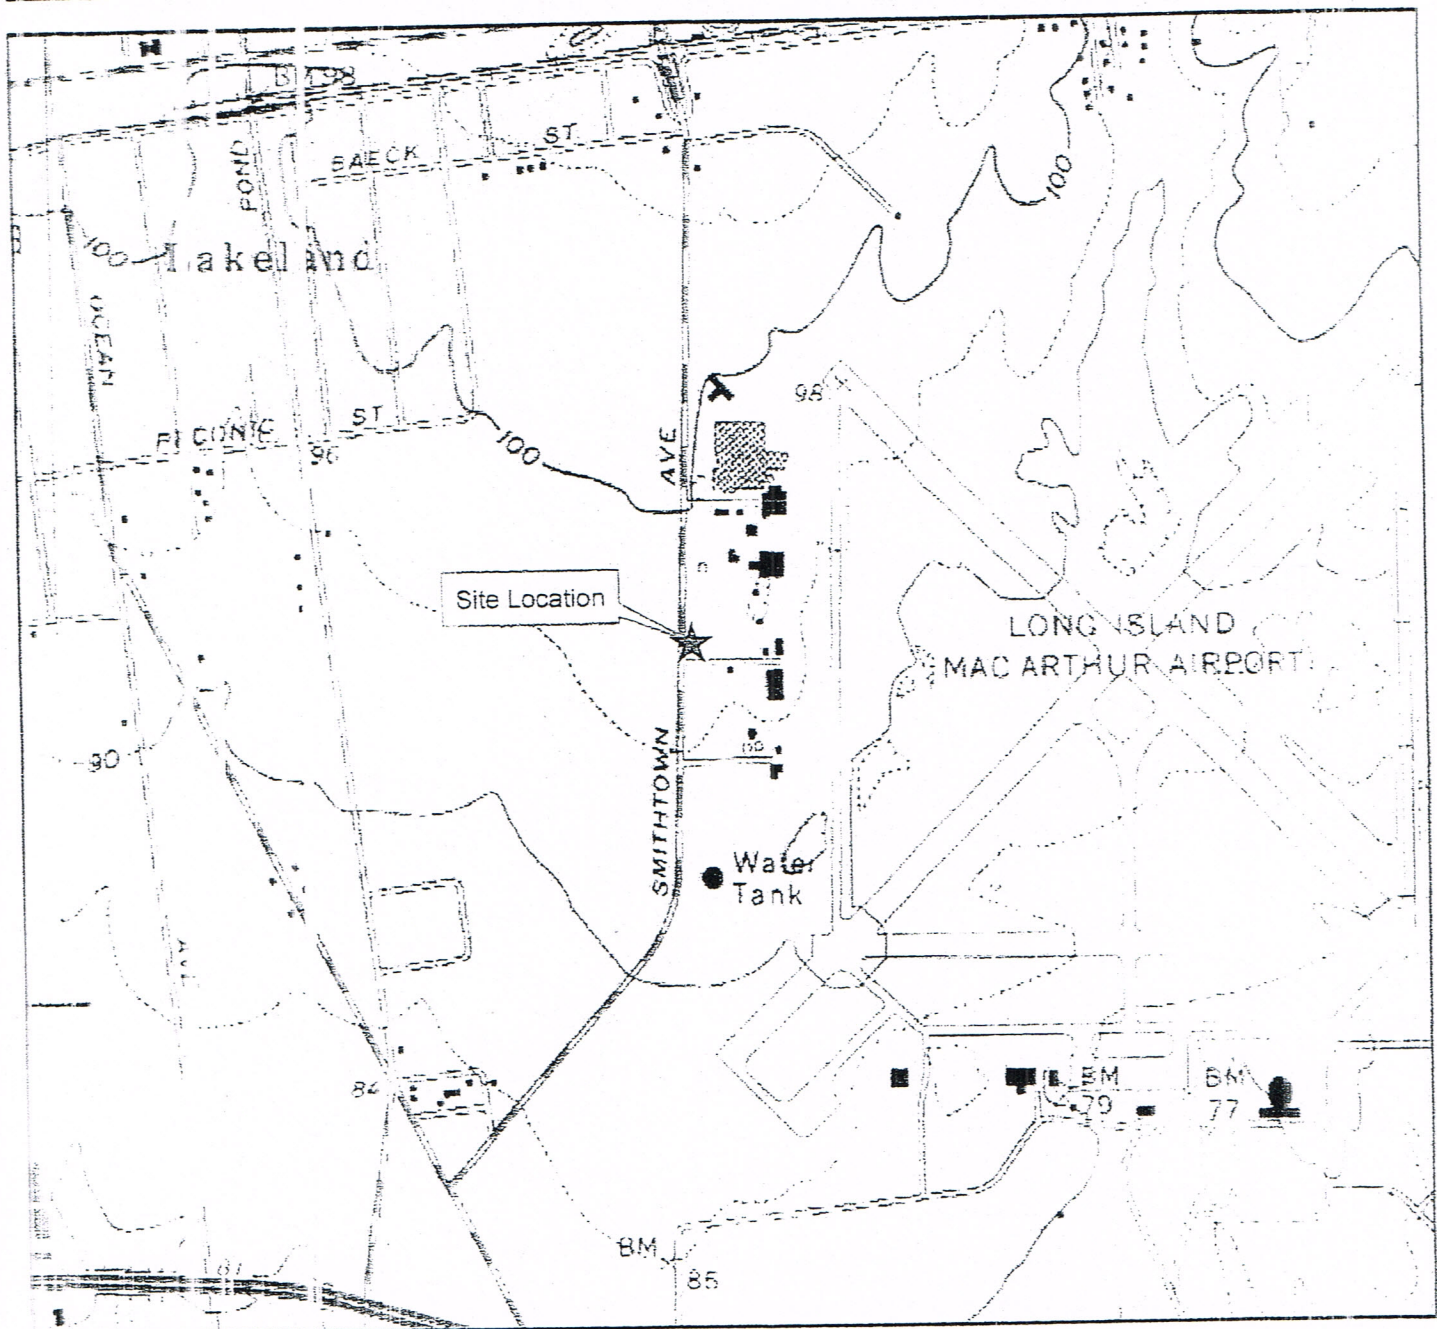 ST
BAECK
POND
100
100
Lakeland
OCEAN
98
PECONIC ST
96
100
AVE
Site Location
LONG ISLAND
MAC ARTHUR AIRPORT
90
SMITHTOWN
Water
Tank
AVE
84
BM
79
BM
77
BM
85
81